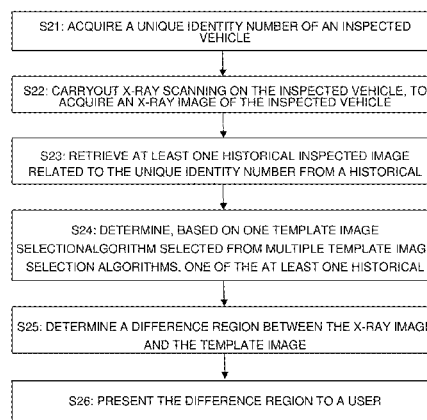 S21: ACQUIRE A UNIQUE IDENTITY NUMBER OF AN INSPECTED
VEHICLE
S22: CARRYOUT X-RAY SCANNING ON THE INSPECTED VEHICLE, TO
ACQUIRE AN X-RAY IMAGE OF THE INSPECTED VEHICLE
S23: RETRIEVE AT LEAST ONE HISTORICAL INSPECTED IMAGE
RELATED TO THE UNIQUE IDENTITY NUMBER FROM A HISTORICAL
S24: DETERMINE, BASED ON ONE TEMPLATE IMAGE
SELECTIONALGORITHM SELECTED FROM MULTIPLE TEMPLATE IMAG
SELECTION ALGORITHMS, ONE OF THE AT LEAST ONE HISTORICAL
S25: DETERMINE A DIFFERENCE REGION BETWEEN THE X-RAY IMAGE
AND THE TEMPLATE IMAGE
S26: PRESENT THE DIFFERENCE REGION TO A USER